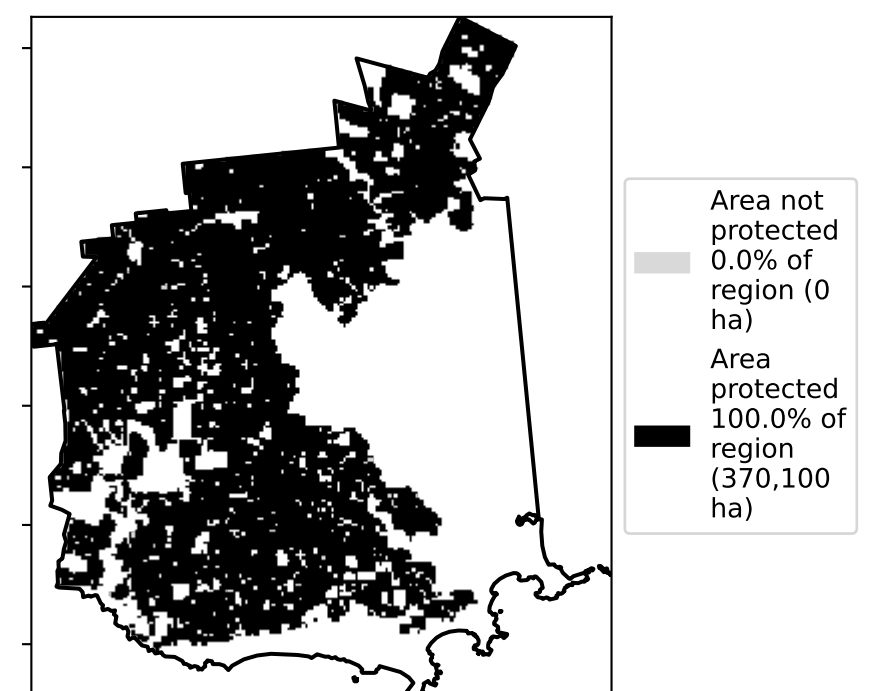 Area not
protected
0.0% of
region (0
ha)
Area
protected
100.0% of
region
(370,100
ha)